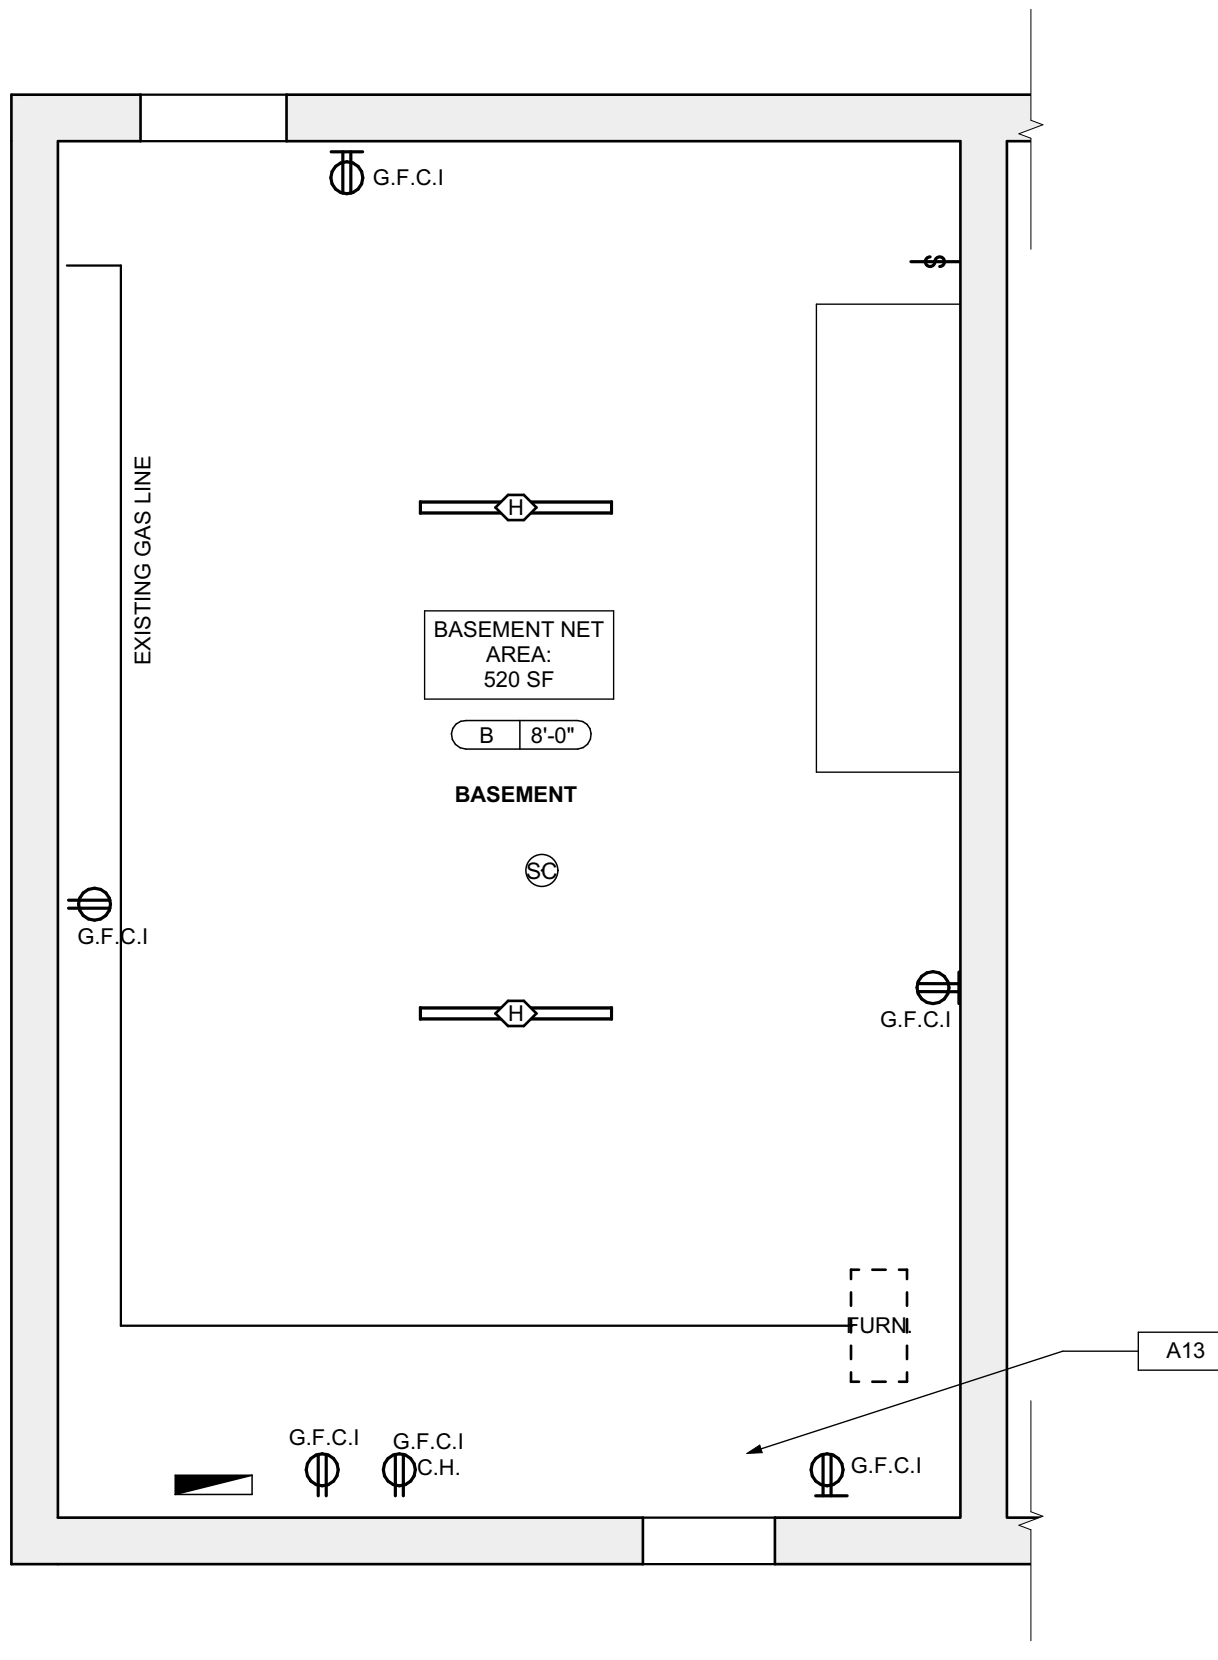 G.F.C.I
S
EXISTING GAS LINE
H
BASEMENT NET
AREA:
520 SF
B 8'-0"
BASEMENT
SC
G.F.C.I
H
G.F.C.I
FURN.
A13
G.F.C.I
G.F.C.I
C.H.
G.F.C.I